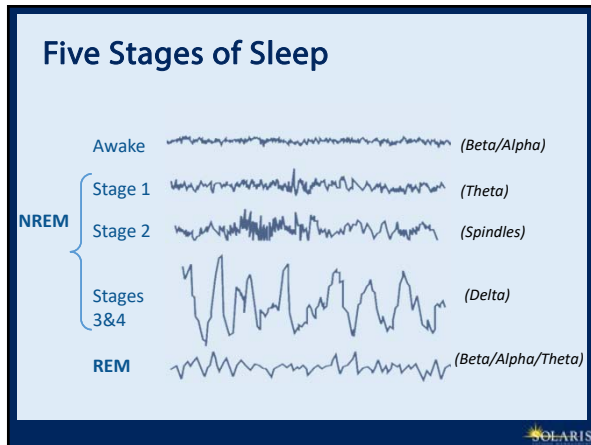 Five Stages of Sleep
Awake (Beta/Alpha)
Stage 1 (Theta)
NREM
Stage 2 (Spindles)
Stages (Delta)
3&4
REM (Beta/Alpha/Theta)
SOLARIS